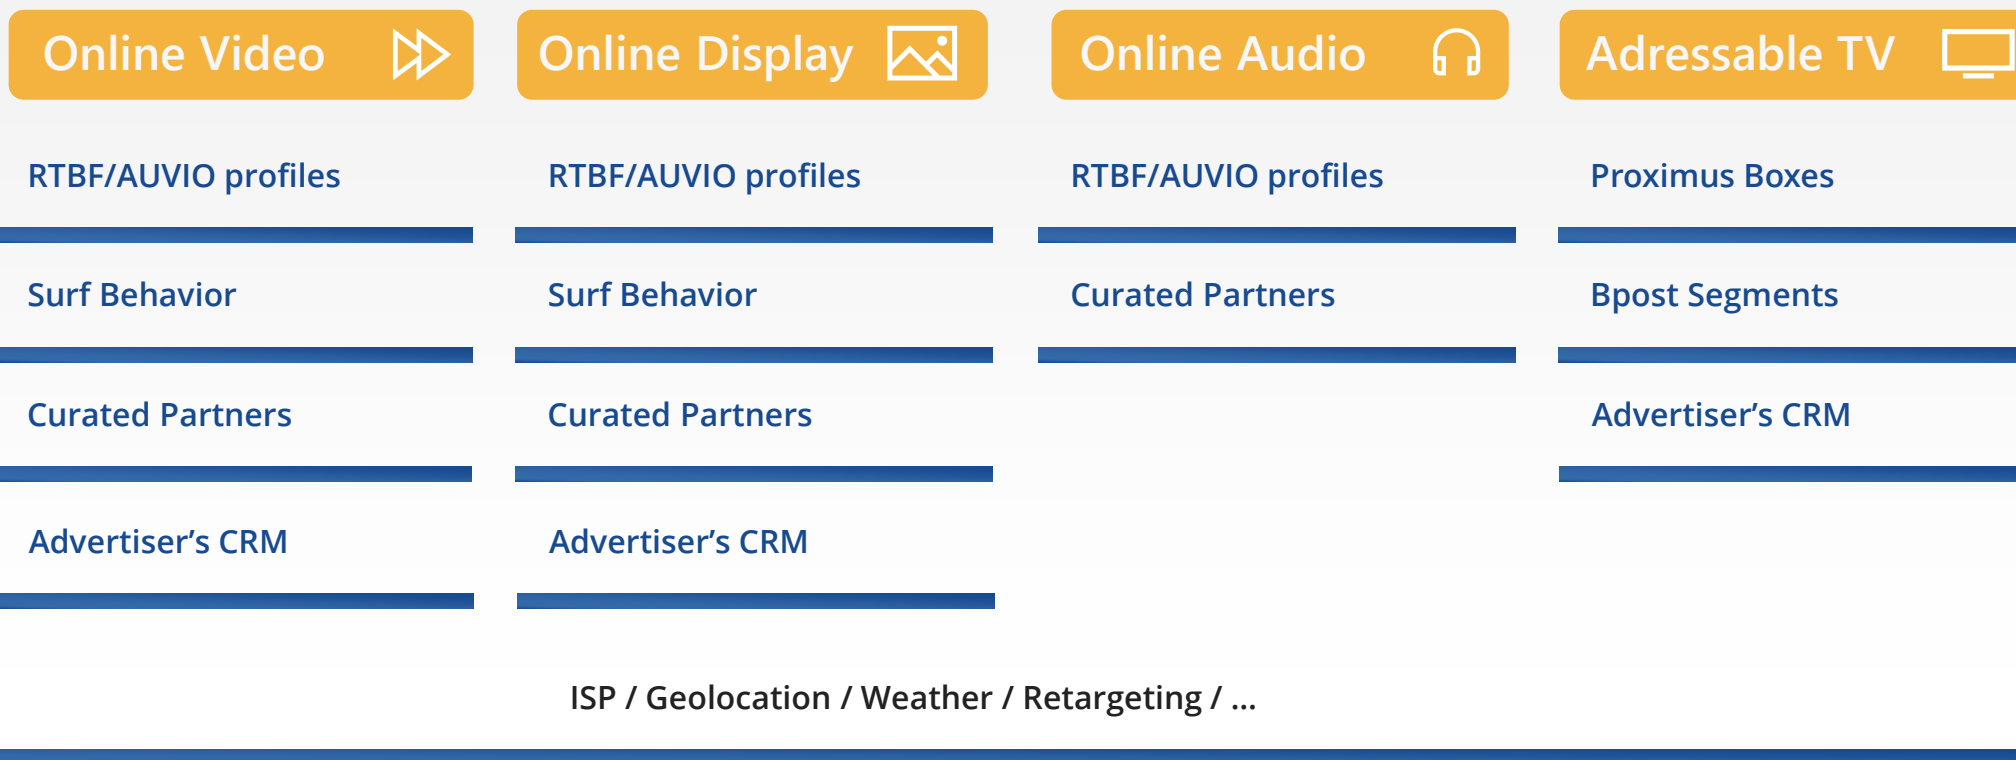 Online Video
Online Display
Online Audio
Adressable TV
RTBF/AUVIO profiles
RTBF/AUVIO profiles
RTBF/AUVIO profiles
Proximus Boxes
Surf Behavior
Surf Behavior
Curated Partners
Bpost Segments
Curated Partners
Curated Partners
Advertiser’s CRM
Advertiser’s CRM
Advertiser’s CRM
ISP / Geolocation / Weather / Retargeting / ...